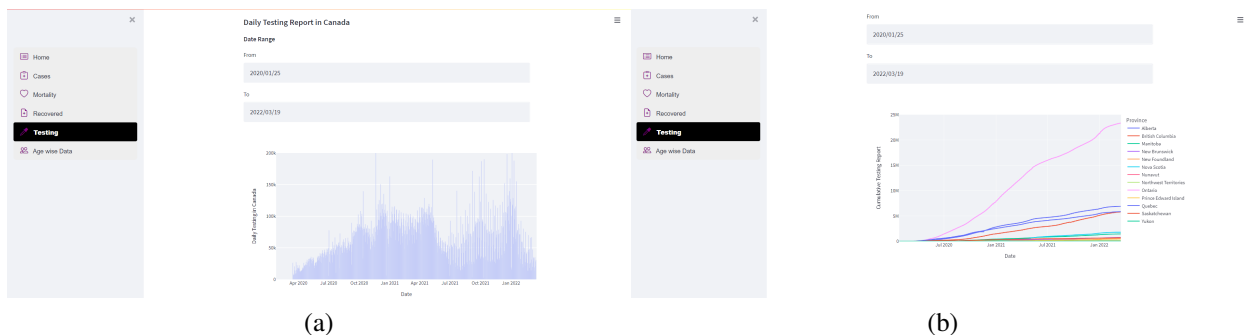 ×
Home
Cases
Mortality
Recovered
Testing
Age wise Data
Daily Testing Report in Canada
Date Range
From
2020/01/25
To
2022/03/19
200k
150k
100k
50k
0
Daily Testing in Canada
Apr 2020 Jul 2020 Oct 2020 Jan 2021 Apr 2021 Jul 2021 Oct 2021 Jan 2022
Date
(a)
×
Home
Cases
Mortality
Recovered
Testing
Age wise Data
From
2020/01/25
To
2022/03/19
25M
20M
15M
10M
5M
0
Cumulative Testing Report
Jul 2020 Jan 2021 Jul 2021 Jan 2022
Date
Province
Alberta
British Columbia
Manitoba
New Brunswick
New Foundland
Nova Scotia
Nunavut
Northwest Territories
Ontario
Prince Edward Island
Quebec
Saskatchewan
Yukon
(b)